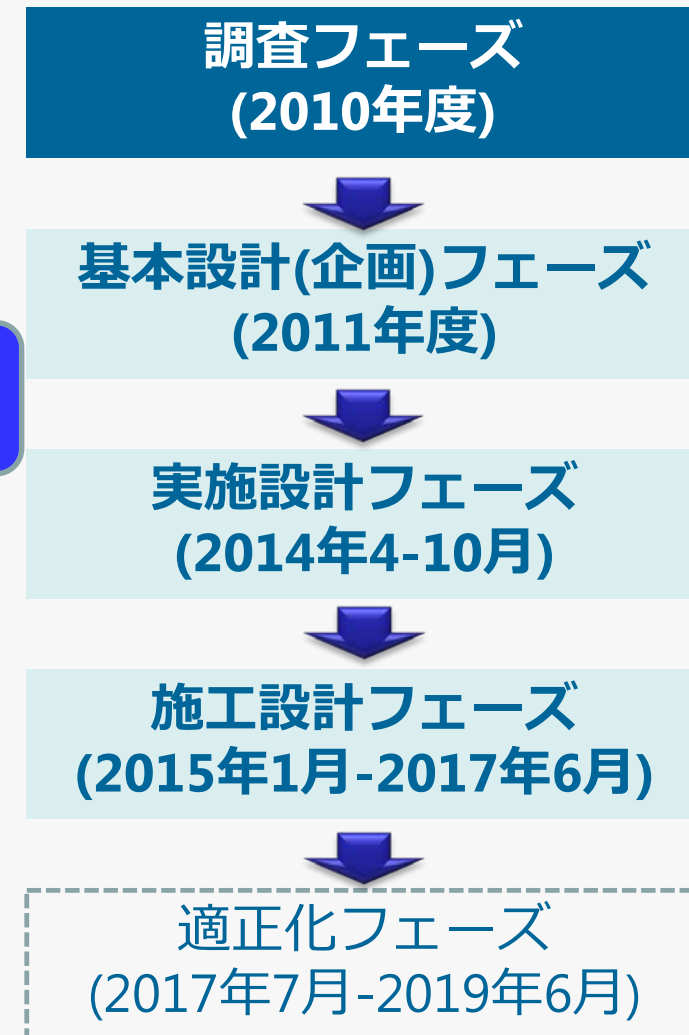 調査フェーズ
(2010年度)
基本設計(企画)フェーズ
(2011年度)
実施設計フェーズ
(2014年4-10月)
施工設計フェーズ
(2015年1月-2017年6月)
適正化フェーズ
(2017年7月-2019年6月)